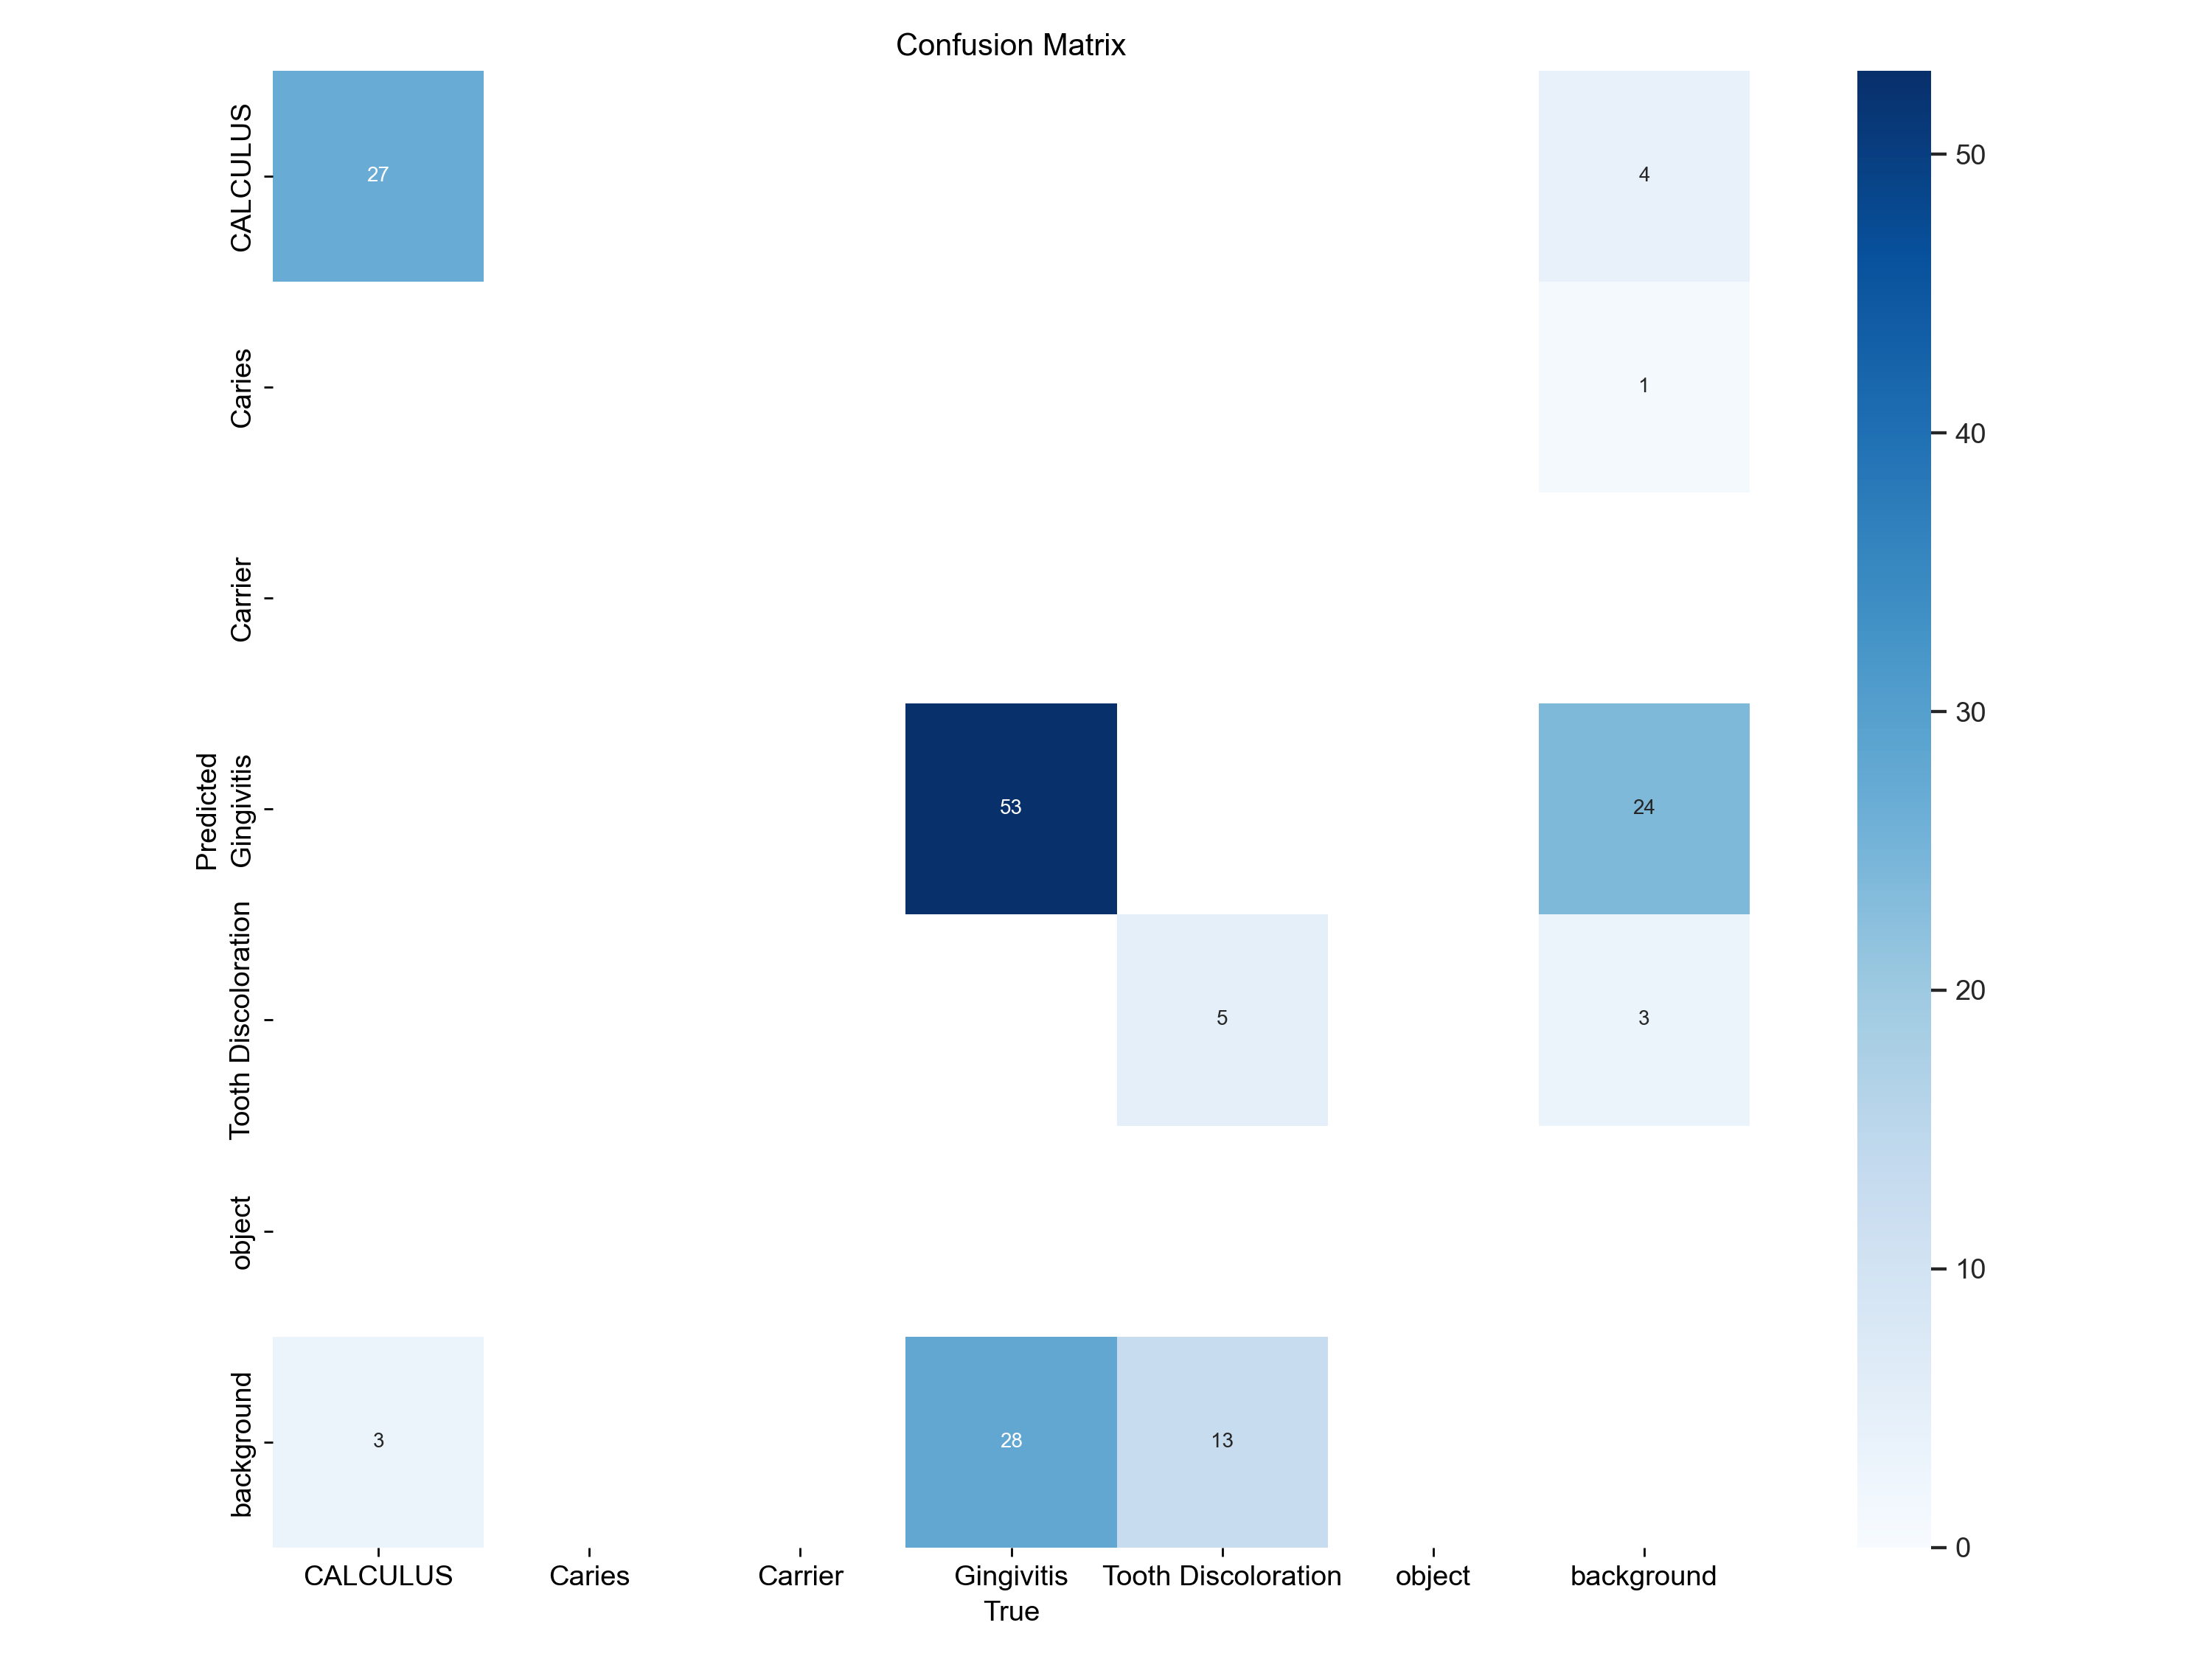 Confusion Matrix
CALCULUS
27
4
50
Caries
1
40
Carrier
30
Predicted
Gingivitis
53
24
Tooth Discoloration
5
3
20
object
10
background
3
28
13
0
CALCULUS Caries Carrier Gingivitis Tooth Discoloration object background
True